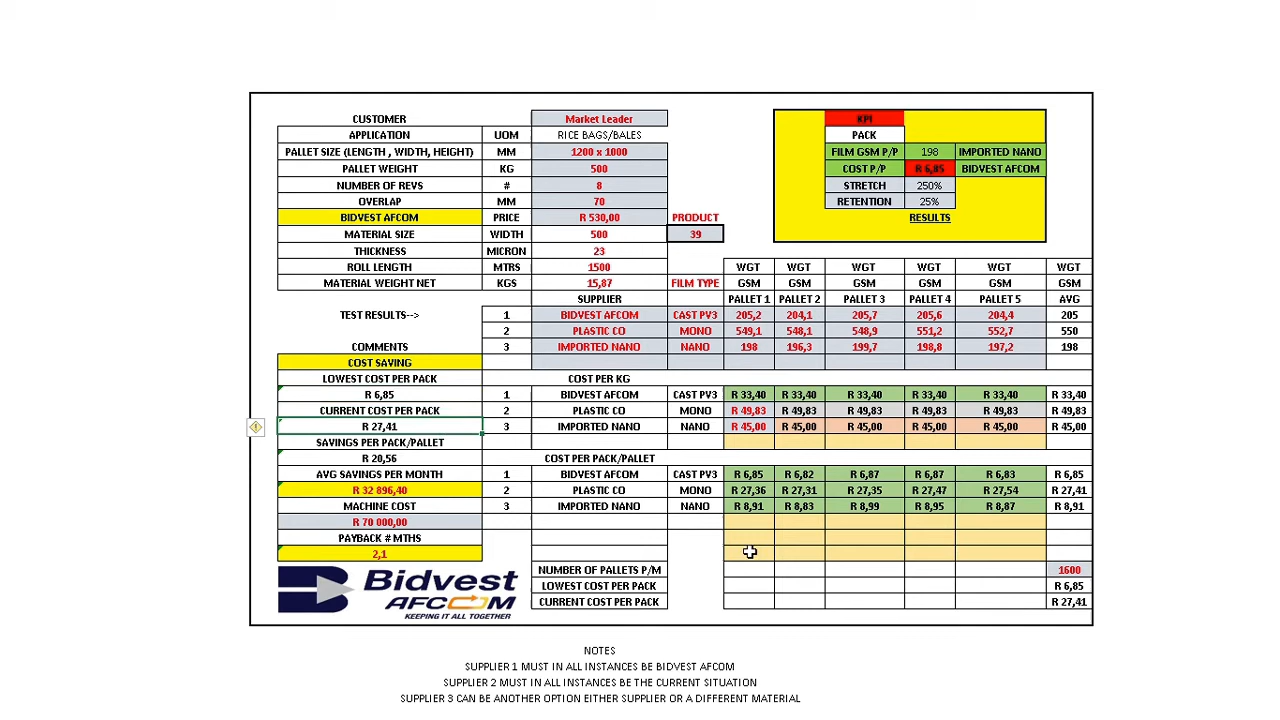 CUSTOMER Market Leader KPI
APPLICATION UOM RICE BAGS/BALES PACK
PALLET SIZE (LENGTH , WIDTH, HEIGHT) MM 1200 x 1000 FILM GSM P/P 198 IMPORTED NANO
PALLET WEIGHT KG 500 COST P/P R 6,85 BIDVEST AFCOM
NUMBER OF REVS # 8 STRETCH 250%
OVERLAP MM 70 RETENTION 25%
BIDVEST AFCOM PRICE R 530,00 PRODUCT RESULTS
MATERIAL SIZE WIDTH 500 39
THICKNESS MICRON 23
ROLL LENGTH MTRS 1500 WGT WGT WGT WGT WGT WGT
MATERIAL WEIGHT NET KGS 15,87 FILM TYPE GSM GSM GSM GSM GSM GSM
SUPPLIER PALLET 1 PALLET 2 PALLET 3 PALLET 4 PALLET 5 AVG
TEST RESULTS--> 1 BIDVEST AFCOM CAST PV3 205,2 204,1 205,7 205,6 204,4 205
2 PLASTIC CO MONO 549,1 548,1 548,9 551,2 552,7 550
COMMENTS 3 IMPORTED NANO NANO 198 196,3 199,7 198,8 197,2 198
COST SAVING
LOWEST COST PER PACK COST PER KG
R 6,85 1 BIDVEST AFCOM CAST PV3 R 33,40 R 33,40 R 33,40 R 33,40 R 33,40 R 33,40
CURRENT COST PER PACK 2 PLASTIC CO MONO R 49,83 R 49,83 R 49,83 R 49,83 R 49,83 R 49,83
R 27,41 3 IMPORTED NANO NANO R 45,00 R 45,00 R 45,00 R 45,00 R 45,00 R 45,00
SAVINGS PER PACK/PALLET
R 20,56 COST PER PACK/PALLET
AVG SAVINGS PER MONTH 1 BIDVEST AFCOM CAST PV3 R 6,85 R 6,82 R 6,87 R 6,87 R 6,83 R 6,85
R 32 896,40 2 PLASTIC CO MONO R 27,36 R 27,31 R 27,35 R 27,47 R 27,54 R 27,41
MACHINE COST 3 IMPORTED NANO NANO R 8,91 R 8,83 R 8,99 R 8,95 R 8,87 R 8,91
R 70 000,00
PAYBACK # MTHS
2,1
NUMBER OF PALLETS P/M 1600
LOWEST COST PER PACK R 6,85
CURRENT COST PER PACK R 27,41
Bidvest
AFCOM
KEEPING IT ALL TOGETHER
NOTES
SUPPLIER 1 MUST IN ALL INSTANCES BE BIDVEST AFCOM
SUPPLIER 2 MUST IN ALL INSTANCES BE THE CURRENT SITUATION
SUPPLIER 3 CAN BE ANOTHER OPTION EITHER SUPPLIER OR A DIFFERENT MATERIAL